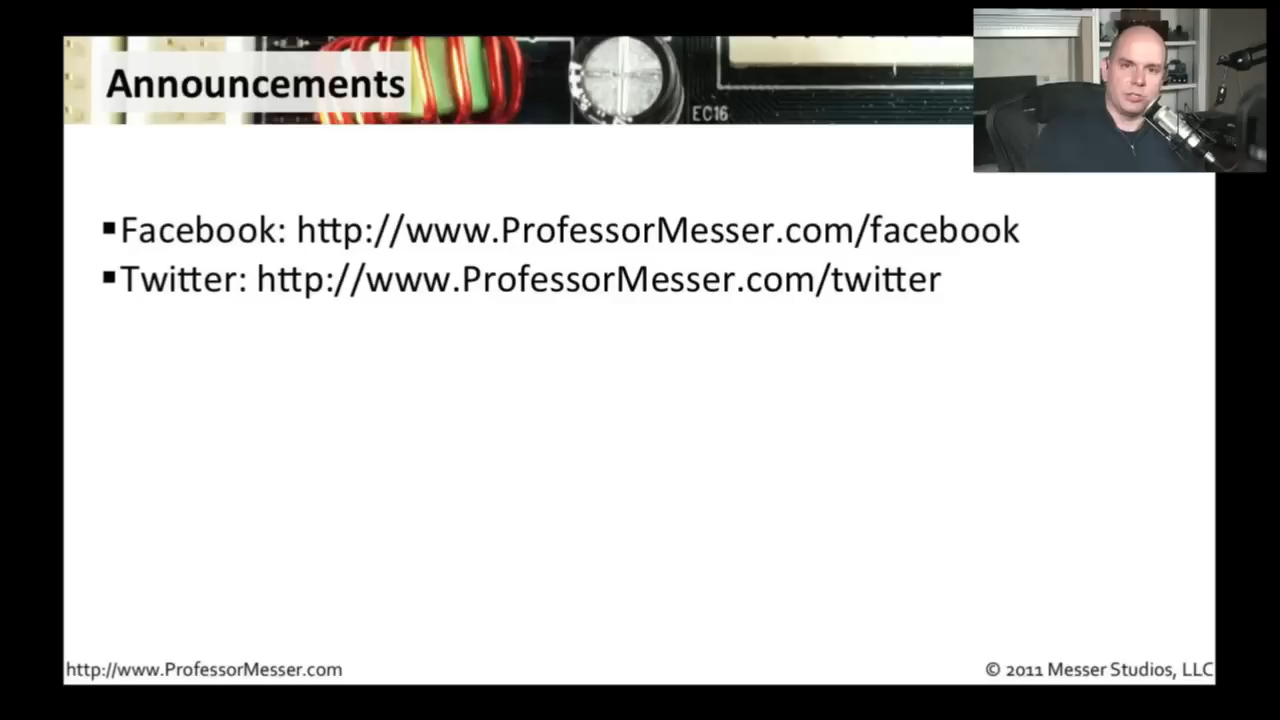 Announcements
EC16
▪Facebook: http://www.ProfessorMesser.com/facebook
▪Twitter: http://www.ProfessorMesser.com/twitter
http://www.ProfessorMesser.com
© 2011 Messer Studios, LLC